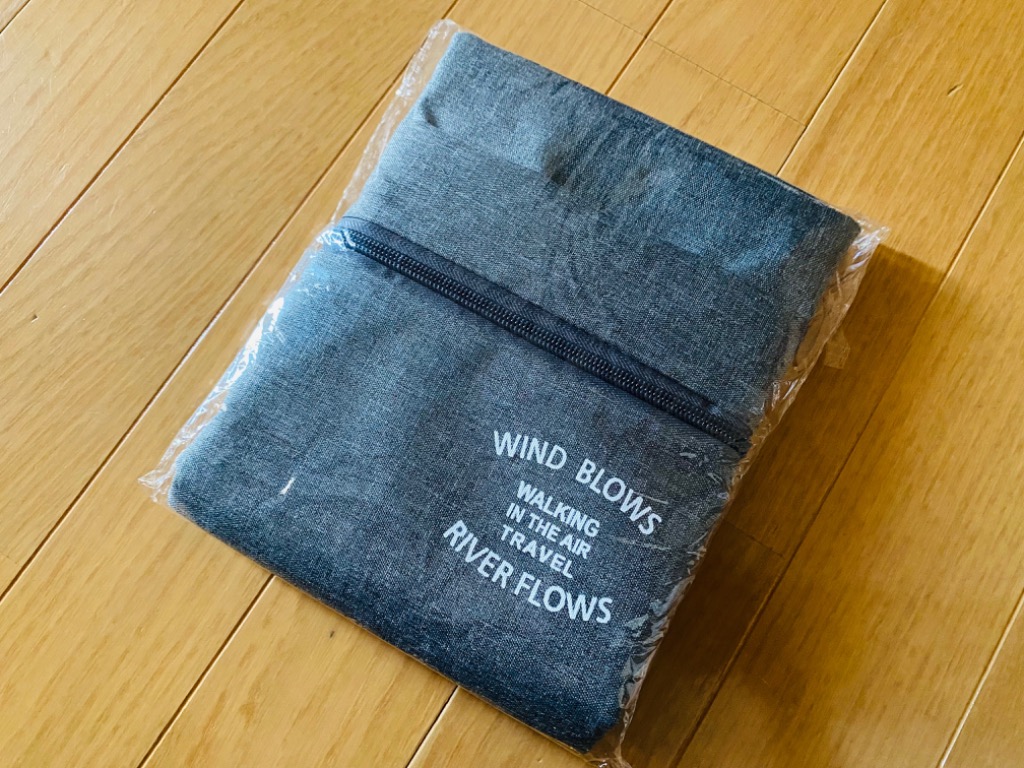 WIND BLOWS
WALKING
IN THE AIR
TRAVEL
RIVER FLOWS